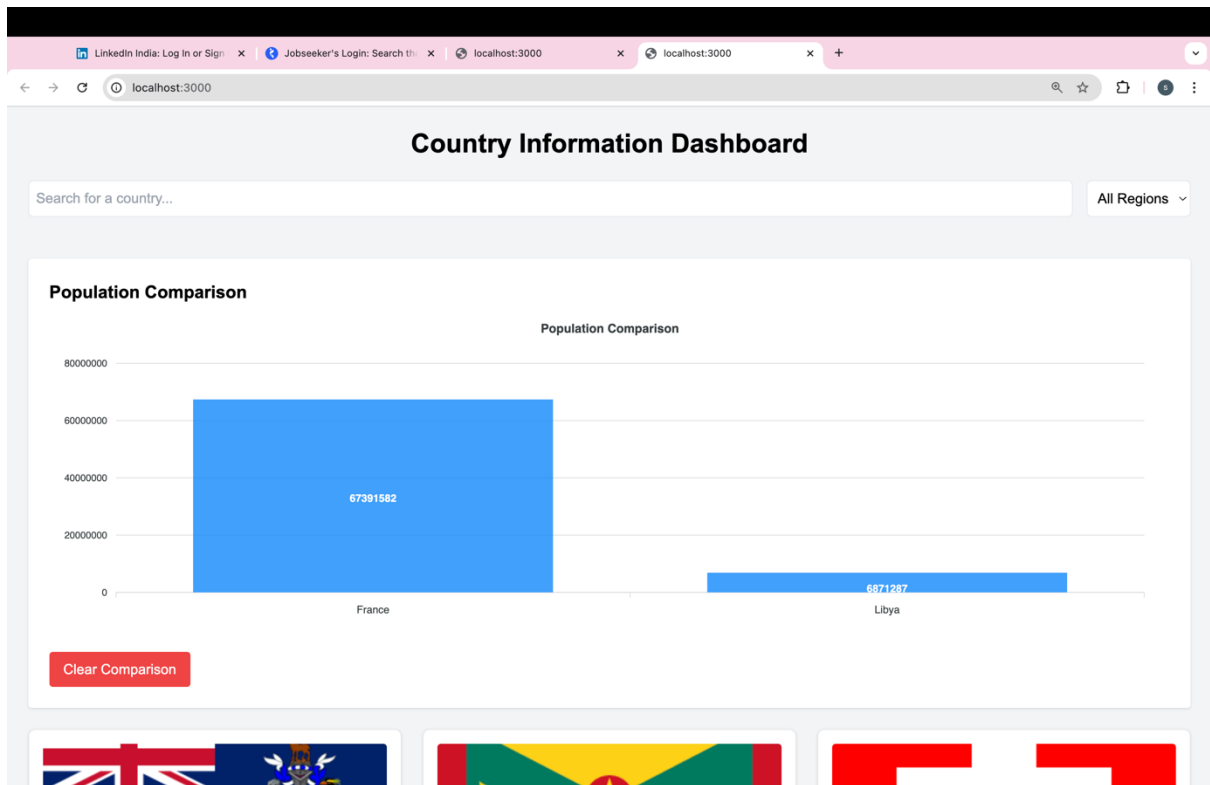 LinkedIn India: Log In or Sign
Jobseeker's Login: Search the
localhost:3000
localhost:3000
localhost:3000
S
Country Information Dashboard
Search for a country...
All Regions
Population Comparison
Population Comparison
80000000
60000000
40000000
20000000
0
67391582
6871287
France
Libya
Clear Comparison